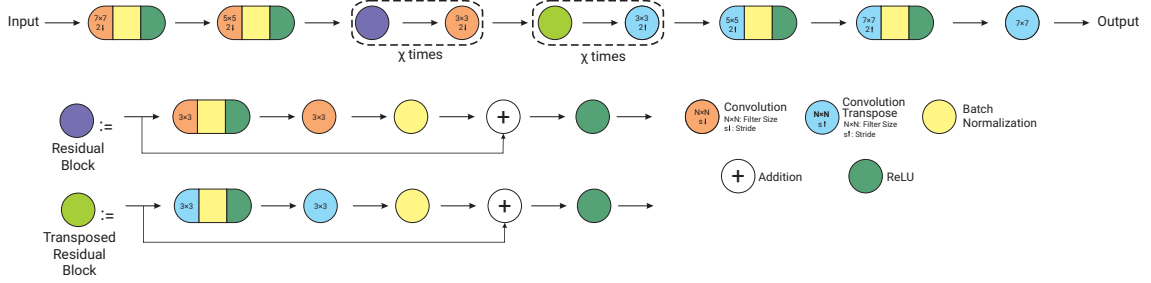 Input
7×7
2⭣
5×5
2⭣
3×3
2⭣
3×3
2⭡
5×5
2⭡
7×7
2⭡
7×7
Output
χ times
χ times
Residual
Block
:=
3×3
3×3
+
N×N
s⭣
Convolution
N×N: Filter Size
s⭣: Stride
N×N
s⭡
Convolution
Transpose
N×N: Filter Size
s⭡: Stride
Batch
Normalization
+
Addition
ReLU
:=
Transposed
Residual
Block
3×3
3×3
+